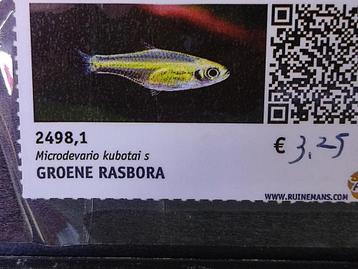 2498,1
Microdevario kubotai s
GROENE RASBORA
€ 3,25
WWW.RUINEMANS.COM